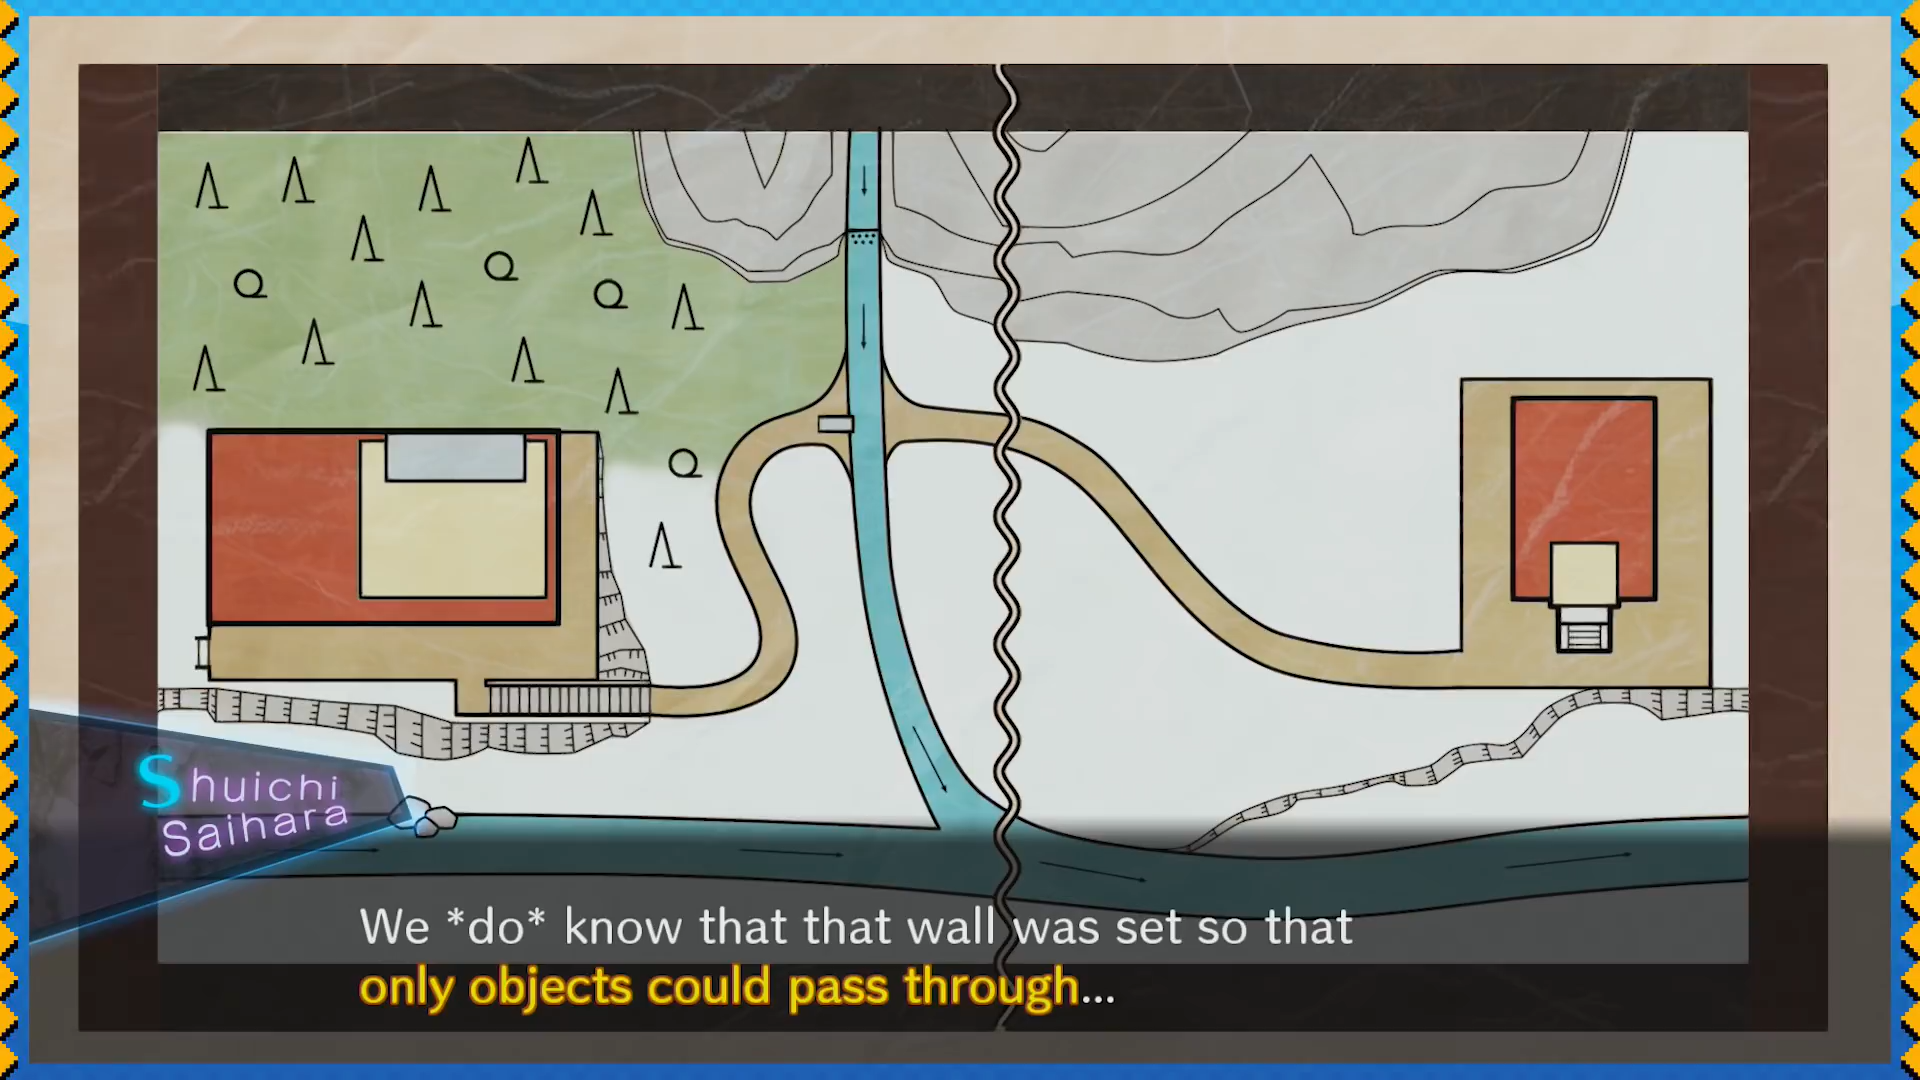 Shuichi
Saihara
We *do* know that that wall was set so that
only objects could pass through...